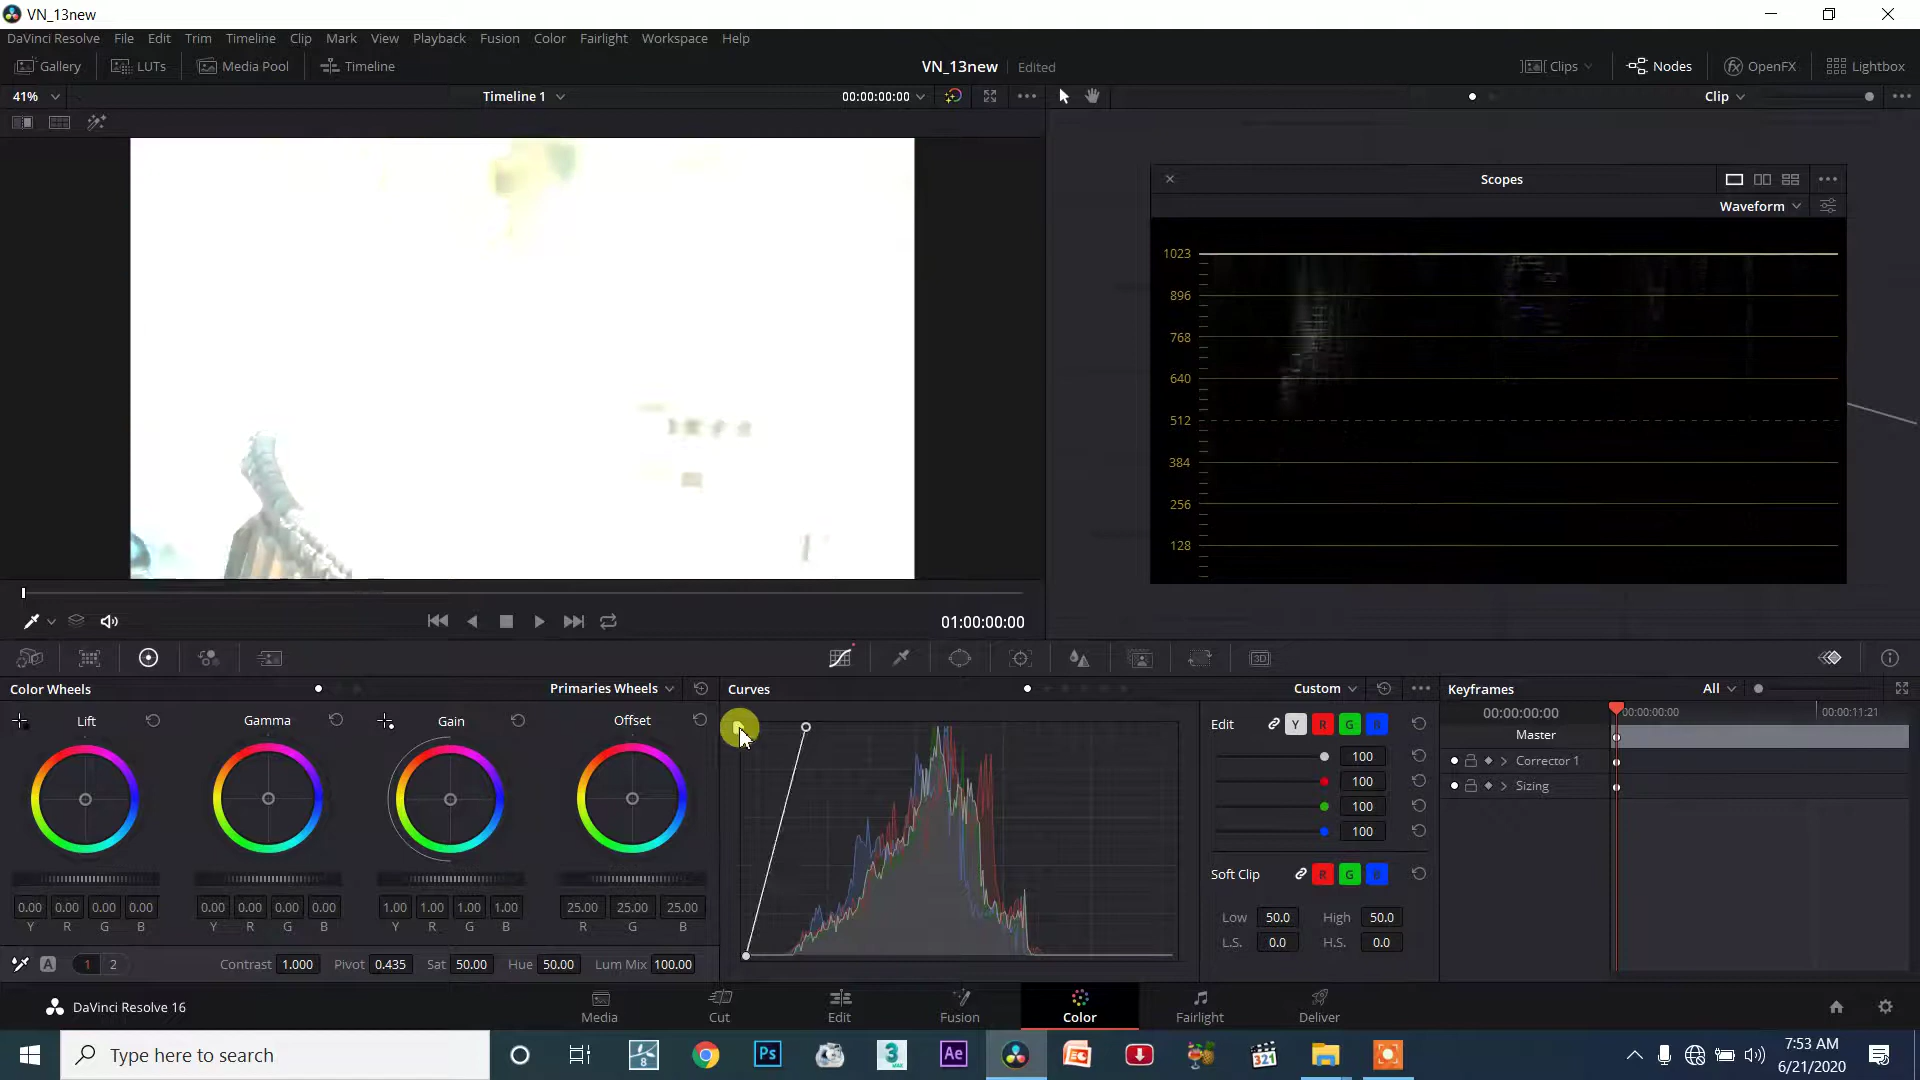 VN_13new
DaVinci Resolve File Edit Trim Timeline Clip Mark View Playback Fusion Color Fairlight Workspace Help
Gallery LUTs Media Pool Timeline VN_13new Edited Clips Nodes OpenFX Lightbox
41% Timeline 1 00:00:00:00 Clip
Scopes
Waveform
1023
896
768
640
512
384
256
128
01:00:00:00
Color Wheels Primaries Wheels Curves Custom Keyframes All
Lift Gamma Gain Offset
0.00 0.00 0.00 0.00 0.00 0.00 0.00 0.00 1.00 1.00 1.00 1.00 25.00 25.00 25.00
Y R G B Y R G B Y R G B R G B
A 1 2 Contrast 1.000 Pivot 0.435 Sat 50.00 Hue 50.00 Lum Mix 100.00
Edit Y R G B
100
100
100
100
Soft Clip R G B
Low 50.0 High 50.0
L.S. 0.0 H.S. 0.0
00:00:00:00 00:00:00:00 00:00:11:21
Master
Corrector 1
Sizing
DaVinci Resolve 16 Media Cut Edit Fusion Color Fairlight Deliver
Type here to search
8 Ps 3 MAX Ae 321
7:53 AM
6/21/2020